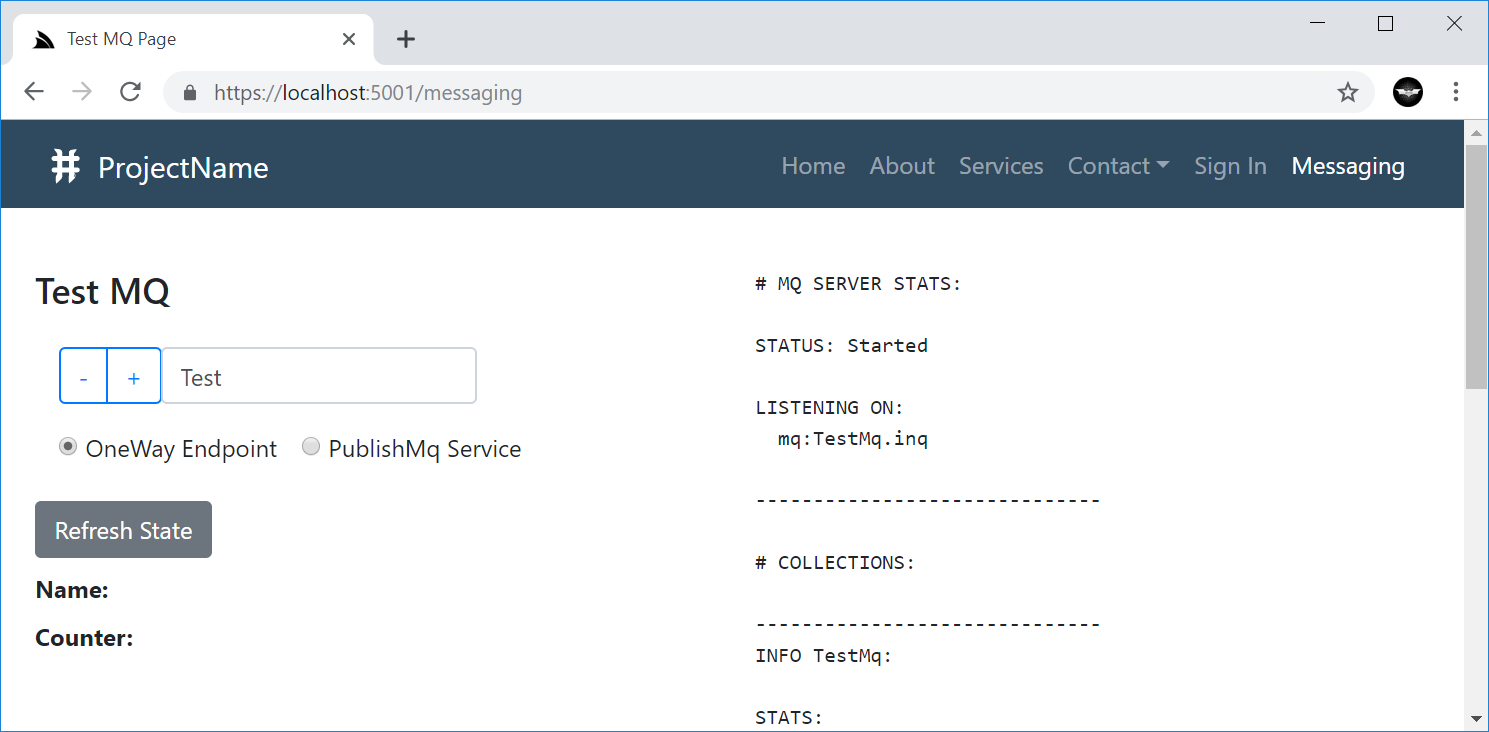 Test MQ Page
https://localhost:5001/messaging
ProjectName Home About Services Contact Sign In Messaging
Test MQ
- + Test
OneWay Endpoint PublishMq Service
Refresh State
Name:
Counter:
# MQ SERVER STATS:
STATUS: Started
LISTENING ON:
mq:TestMq.inq
------------------------------
# COLLECTIONS:
------------------------------
INFO TestMq:
STATS: